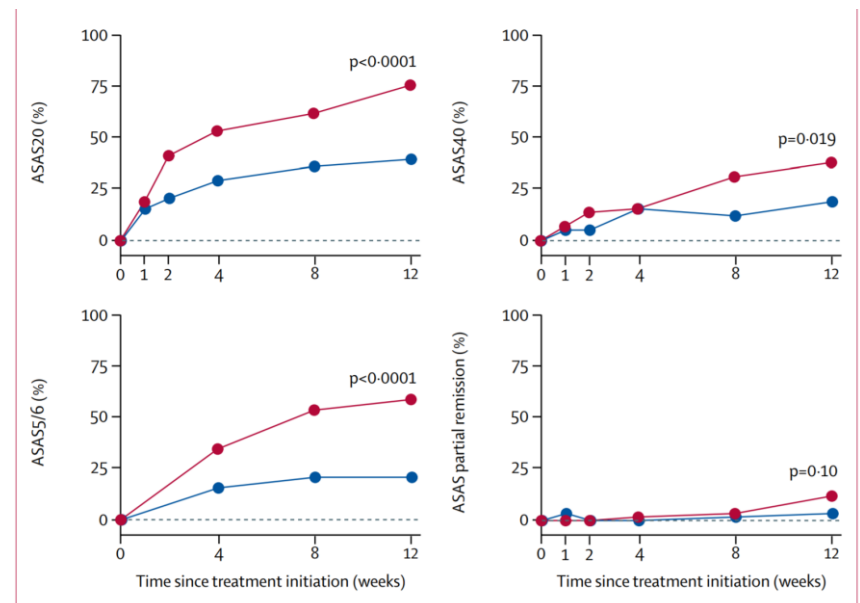 ASAS20 (%)
100
75
50
25
0
p<0·0001
0 1 2 4 8 12
ASAS40 (%)
100
75
50
25
0
p=0·019
0 1 2 4 8 12
ASAS5/6 (%)
100
75
50
25
0
p<0·0001
0 4 8 12
Time since treatment initiation (weeks)
ASAS partial remission (%)
100
75
50
25
0
p=0·10
0 1 2 4 8 12
Time since treatment initiation (weeks)